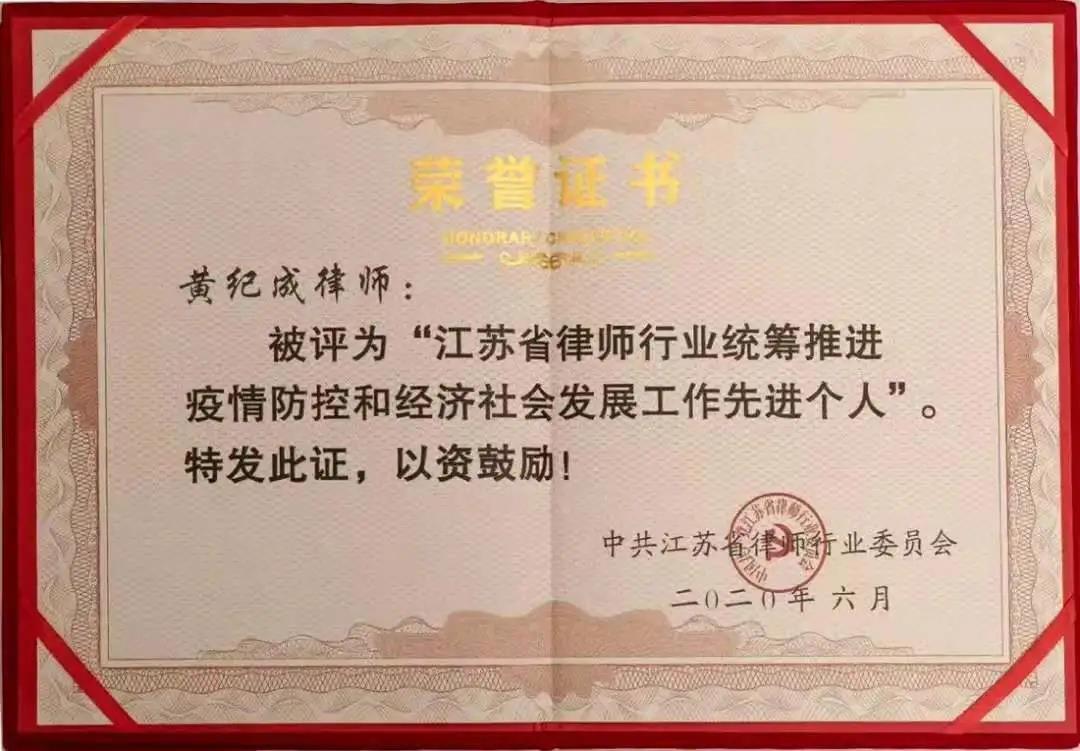 荣誉证书
HONORARY
黄纪成律师：
被评为“江苏省律师行业统筹推进
疫情防控和经济社会发展工作先进个人”。
特发此证，以资鼓励！
中共江苏省律师行业委员会
二〇二〇年六月